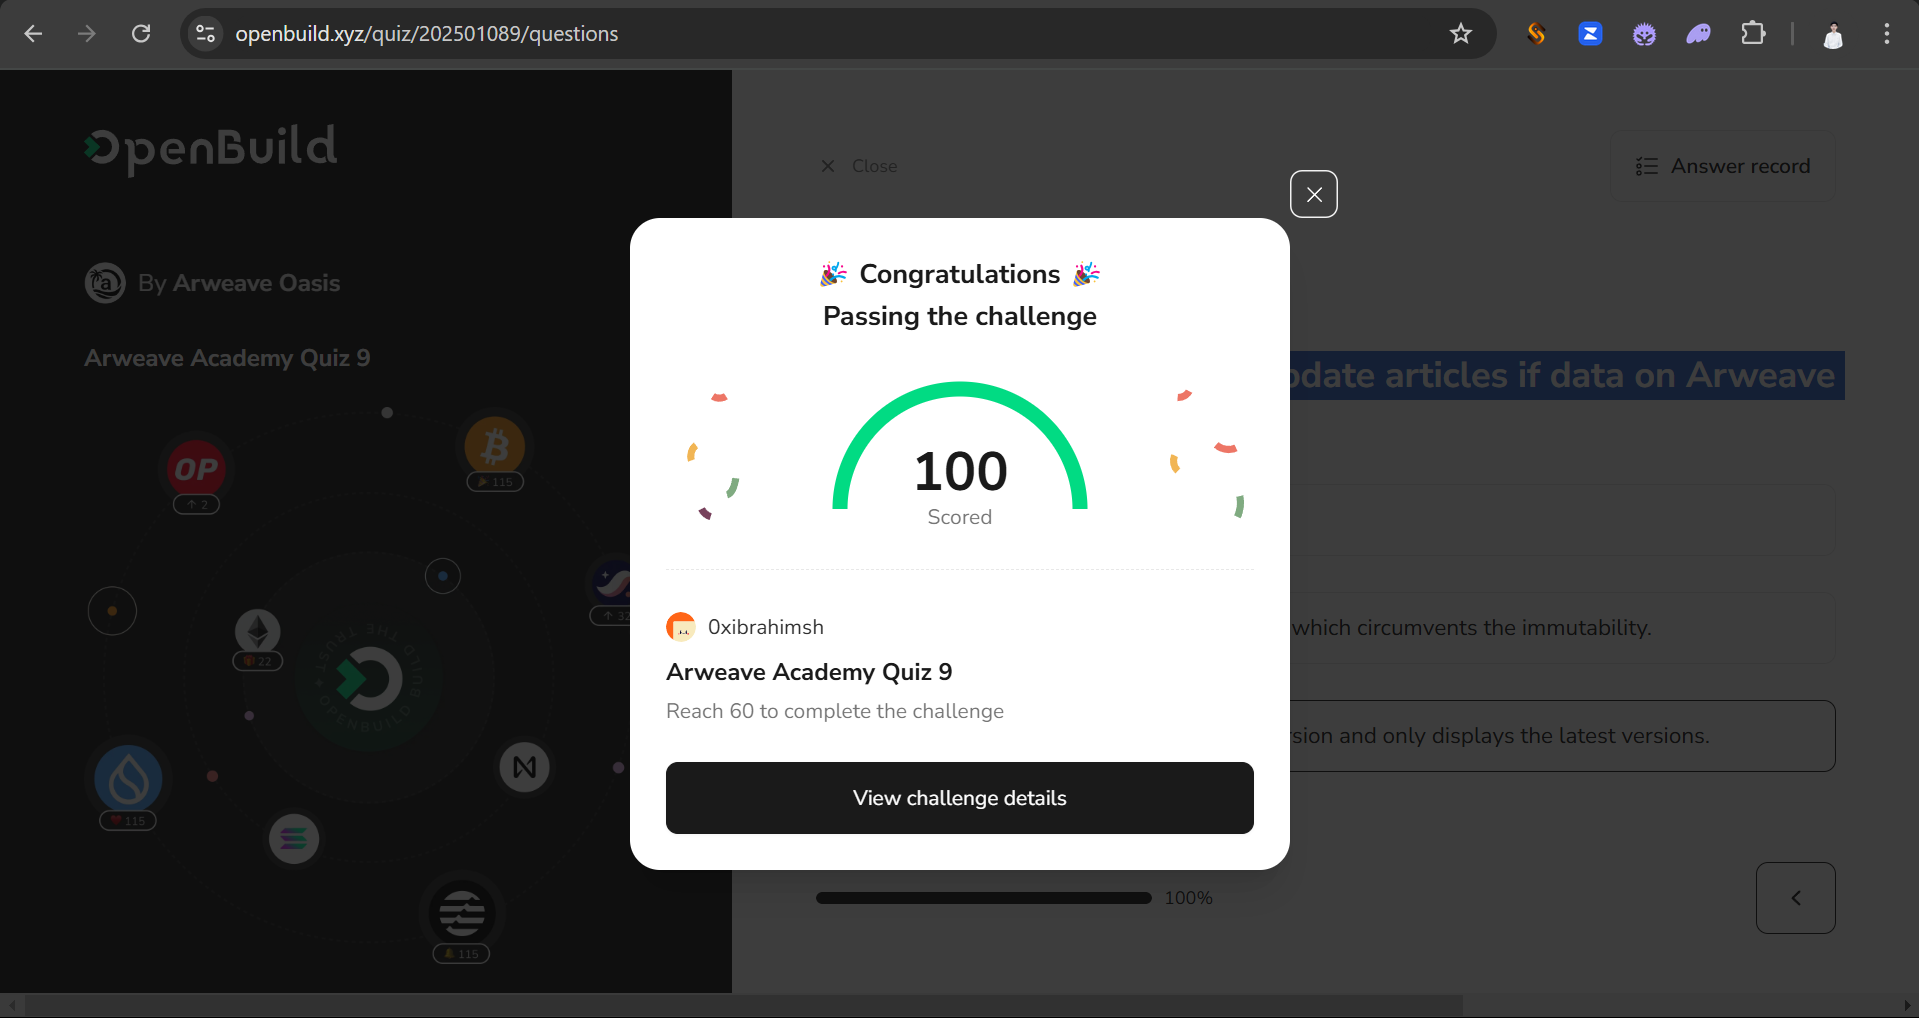 openbuild.xyz/quiz/202501089/questions
OpenBuild
Close
Answer record
By Arweave Oasis
Arweave Academy Quiz 9
🎉 Congratulations 🎉
Passing the challenge
date articles if data on Arweave
OP
2
115
100
Scored
32
22
THE TRUST
OPENBUILD
BUILD
0xibrahimsh
which circumvents the immutability.
Arweave Academy Quiz 9
Reach 60 to complete the challenge
sion and only displays the latest versions.
View challenge details
115
100%
115